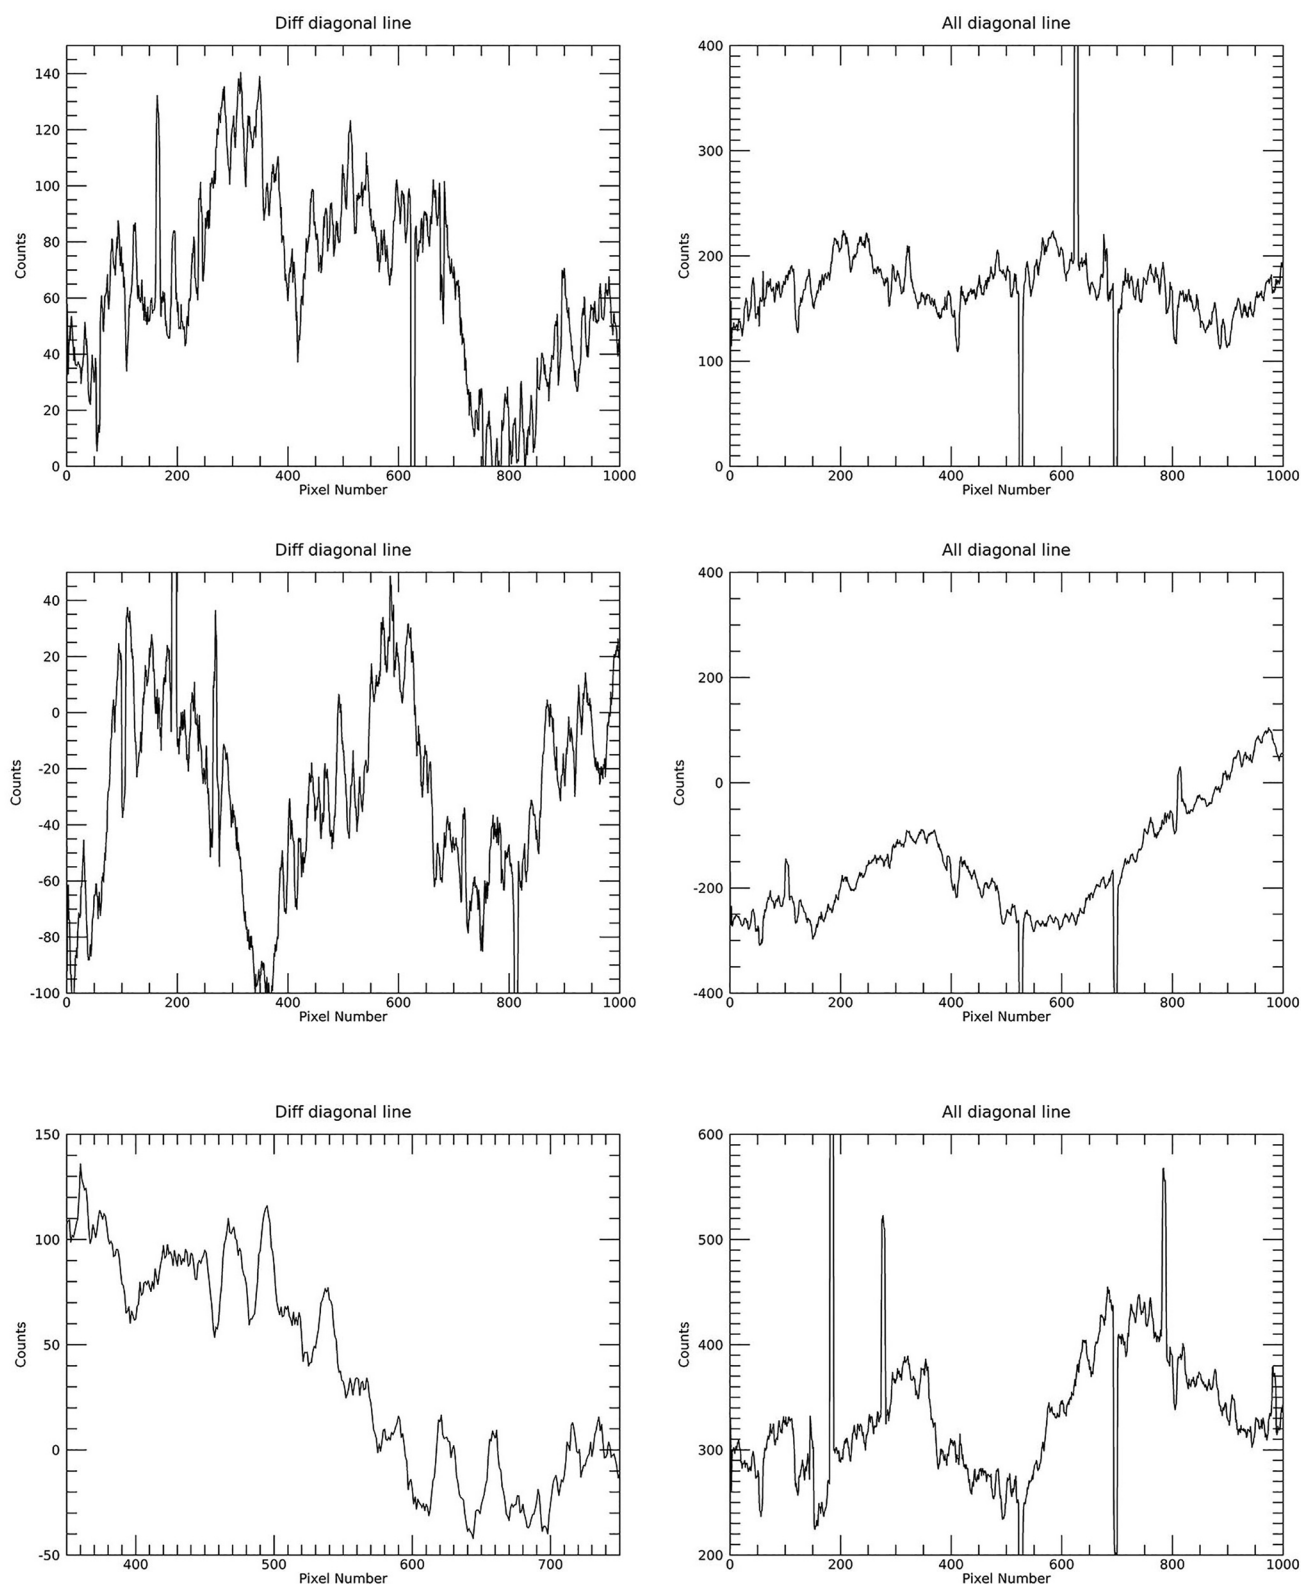 Diff diagonal line
140
120
100
80
60
40
20
0
Counts
0 200 400 600 800 1000
Pixel Number
All diagonal line
400
300
200
100
0
Counts
0 200 400 600 800 1000
Pixel Number
Diff diagonal line
40
20
0
-20
-40
-60
-80
-100
Counts
0 200 400 600 800 1000
Pixel Number
All diagonal line
400
200
0
-200
-400
Counts
0 200 400 600 800 1000
Pixel Number
Diff diagonal line
150
100
50
0
-50
Counts
400 500 600 700
Pixel Number
All diagonal line
600
500
400
300
200
Counts
0 200 400 600 800 1000
Pixel Number